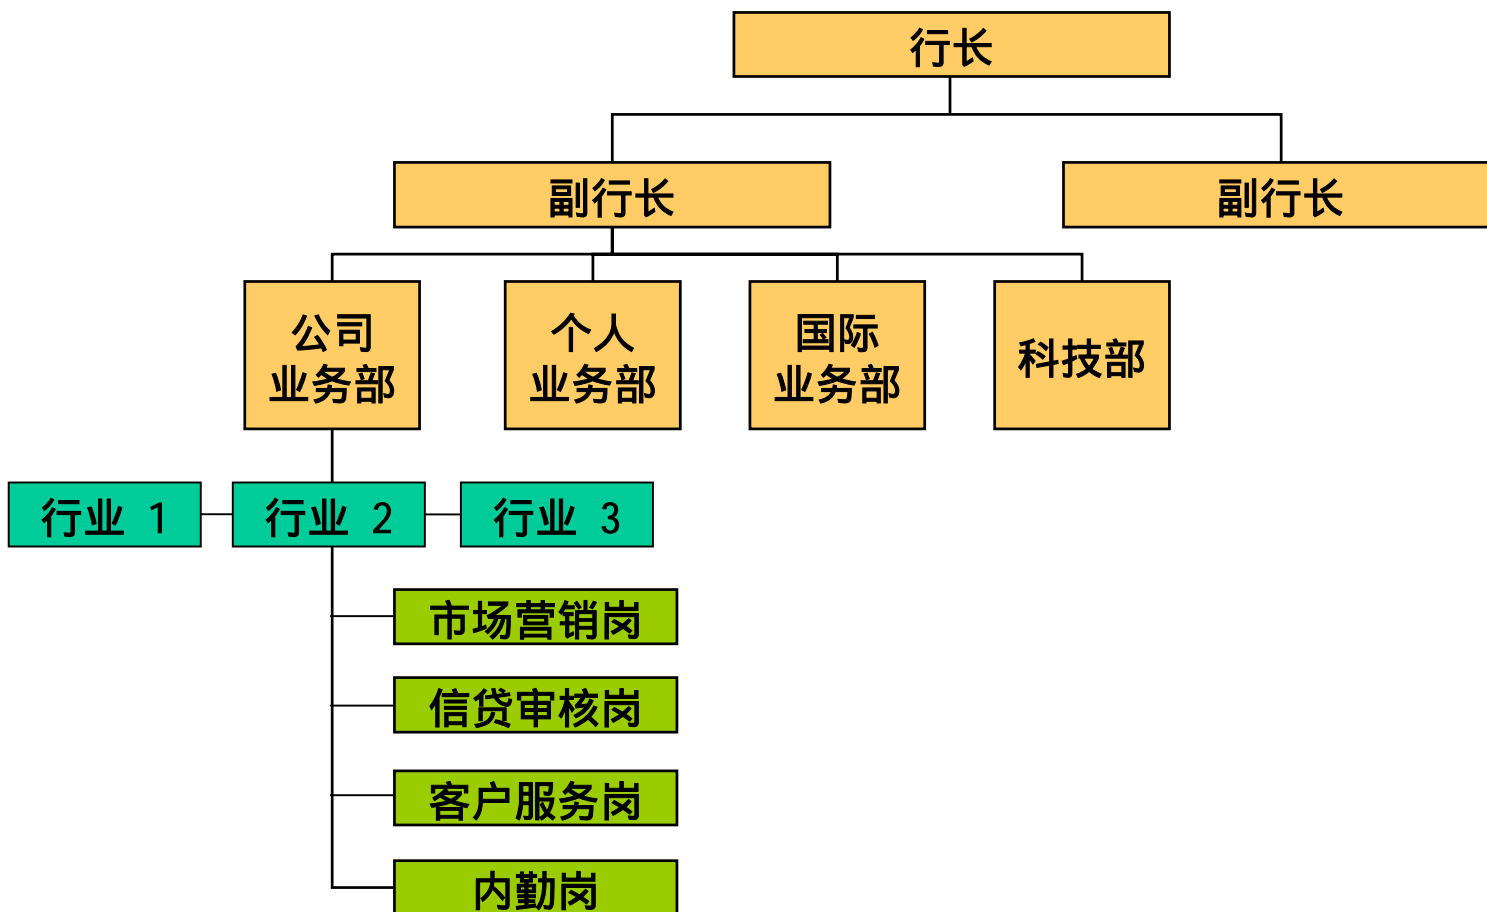 行长
副行长
副行长
公司
业务部
个人
业务部
国际
业务部
科技部
行业 1
行业 2
行业 3
市场营销岗
信贷审核岗
客户服务岗
内勤岗